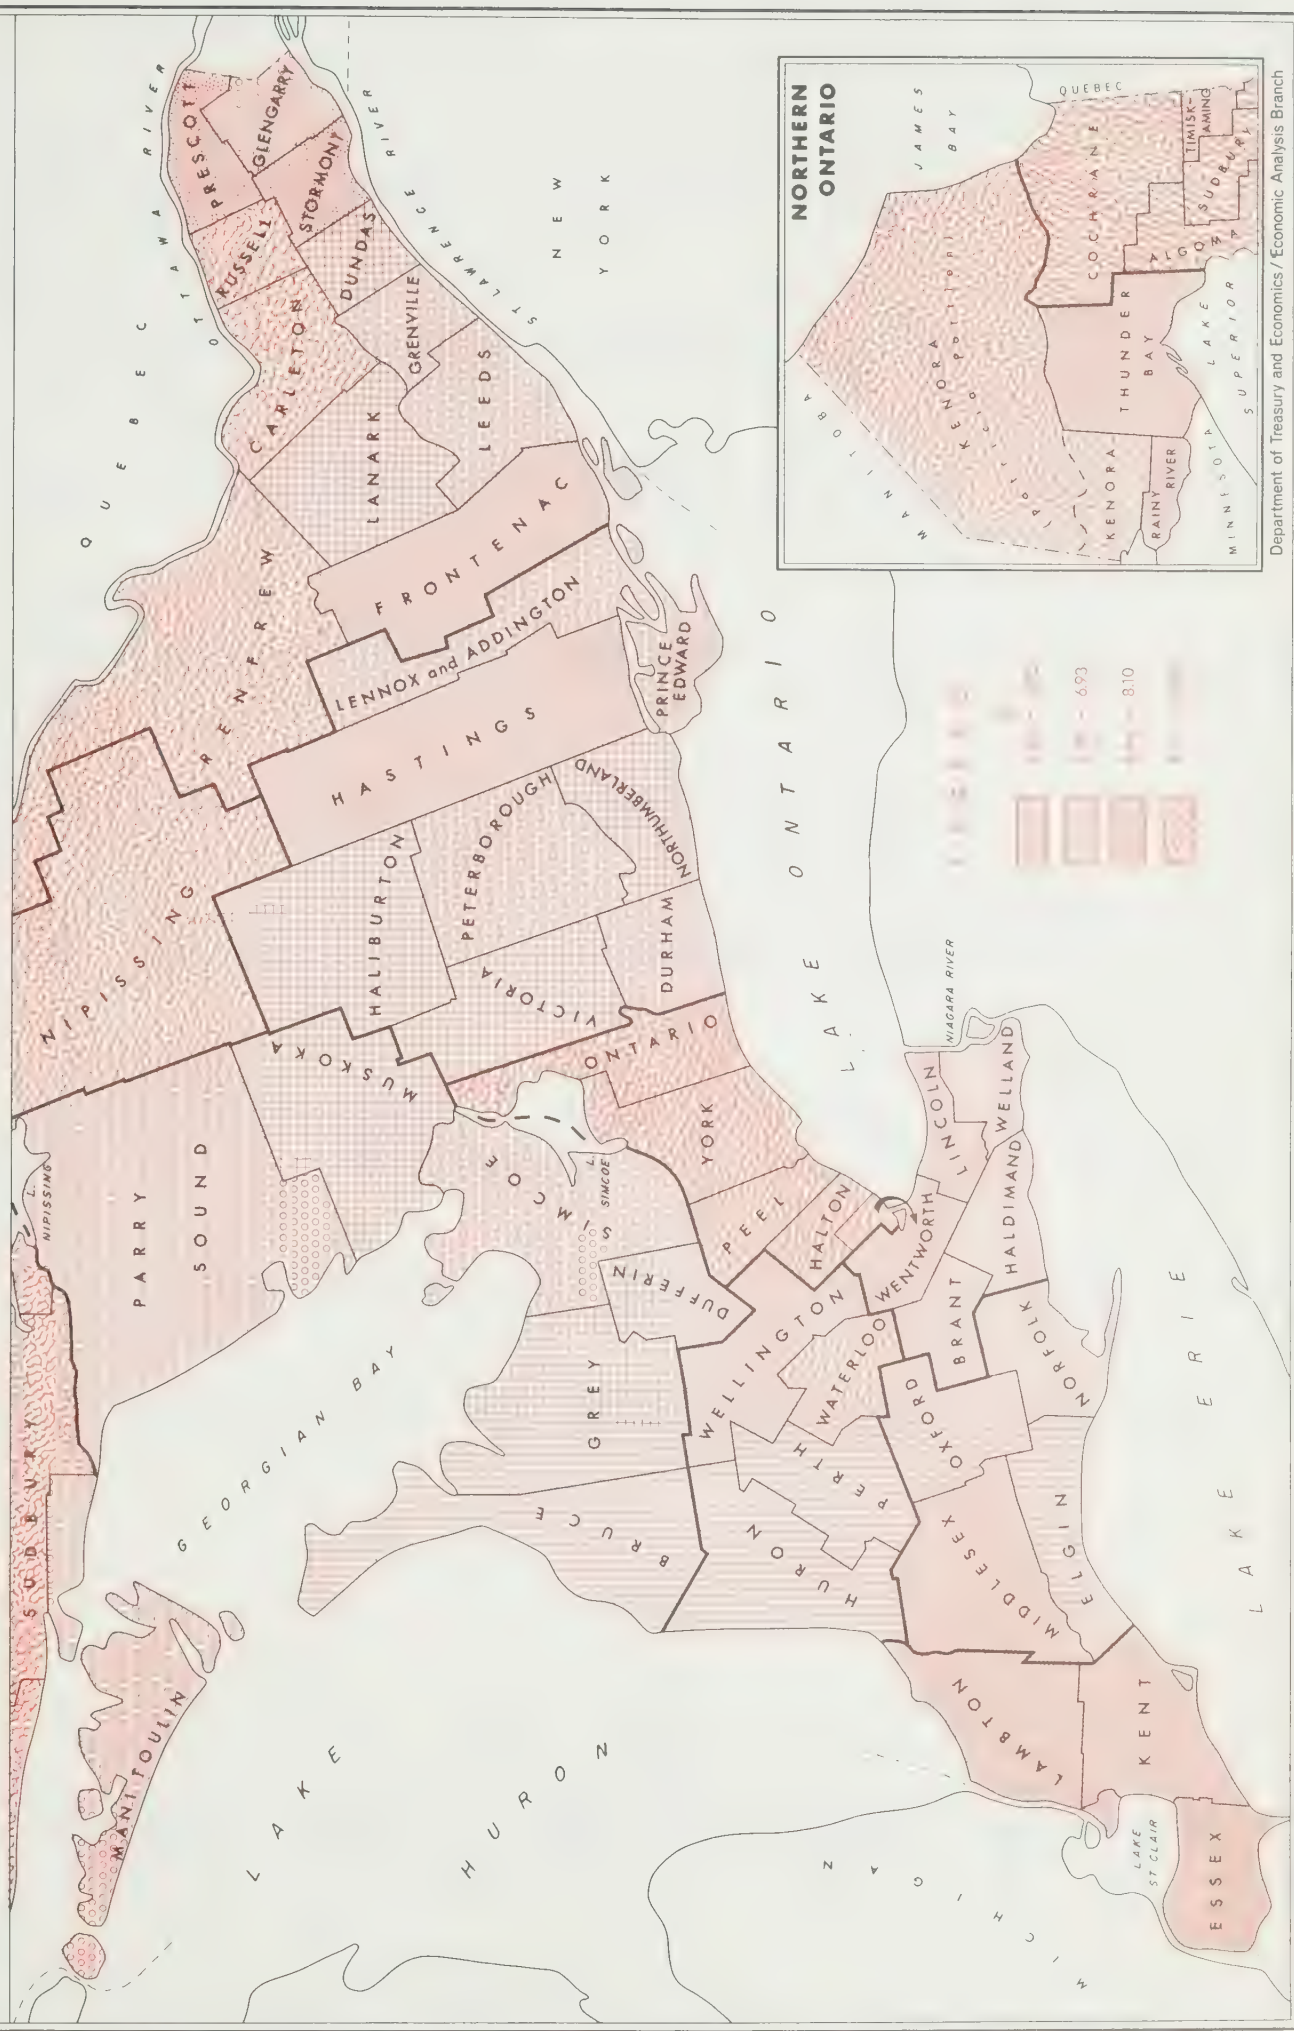 NORTHERN
ONTARIO
JAMES
BAY
QUEBEC
MANITOBA
KENORA
(Patricia Portion)
COCHRANE
TIMISK-
AMING
SUDBURY
ALGOMA
THUNDER
BAY
KENORA
RAINY
RIVER
LAKE
SUPERIOR
MINNESOTA
Department of Treasury and Economics / Economic Analysis Branch
QUEBEC
OTTAWA RIVER
ST LAWRENCE RIVER
NEW
YORK
PRESCOTT
GLENGARRY
STORMONT
RUSSELL
DUNDAS
CARLETON
GRENVILLE
LEEDS
LANARK
FRONTENAC
RENFREW
LENNOX and ADDINGTON
PRINCE
EDWARD
HASTINGS
NORTHUMBERLAND
PETERBOROUGH
HALIBURTON
NIPISSING
DURHAM
VICTORIA
ONTARIO
MUSKOKA
YORK
PARRY
SOUND
L.
NIPISSING
SIMCOE
L.
SIMCOE
PEEL
HALTON
DUFFERIN
WENTWORTH
LINCOLN
WELLAND
NIAGARA RIVER
HALDIMAND
BRANT
NORFOLK
WELLINGTON
WATERLOO
GREY
OXFORD
PERTH
BRUCE
HURON
MIDDLESEX
ELGIN
LAMBTON
KENT
ESSEX
LAKE
ST CLAIR
SUDBURY
MANITOULIN
GEORGIAN BAY
LAKE
HURON
MICHIGAN
LAKE ERIE
LAKE ONTARIO
6.93
8.10